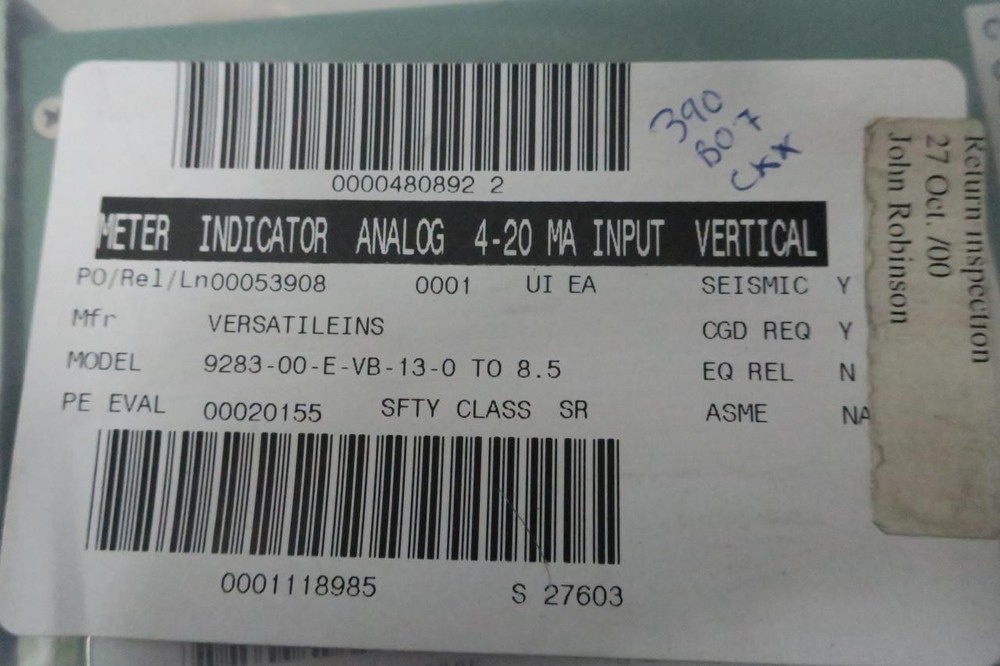 0000480892 2
390
BO7
METER INDICATOR ANALOG 4-20 MA INPUT VERTICAL
PO/Rel/Ln00053908 0001 UI EA SEISMIC Y
Mfr VERSATILEINS CGD REQ Y
MODEL 9283-00-E-VB-13-0 TO 8.5 EQ REL N
PE EVAL 00020155 SFTY CLASS SR ASME NA
0001118985 S 27603
Return inspection
27 Oct. /00
John Robinson